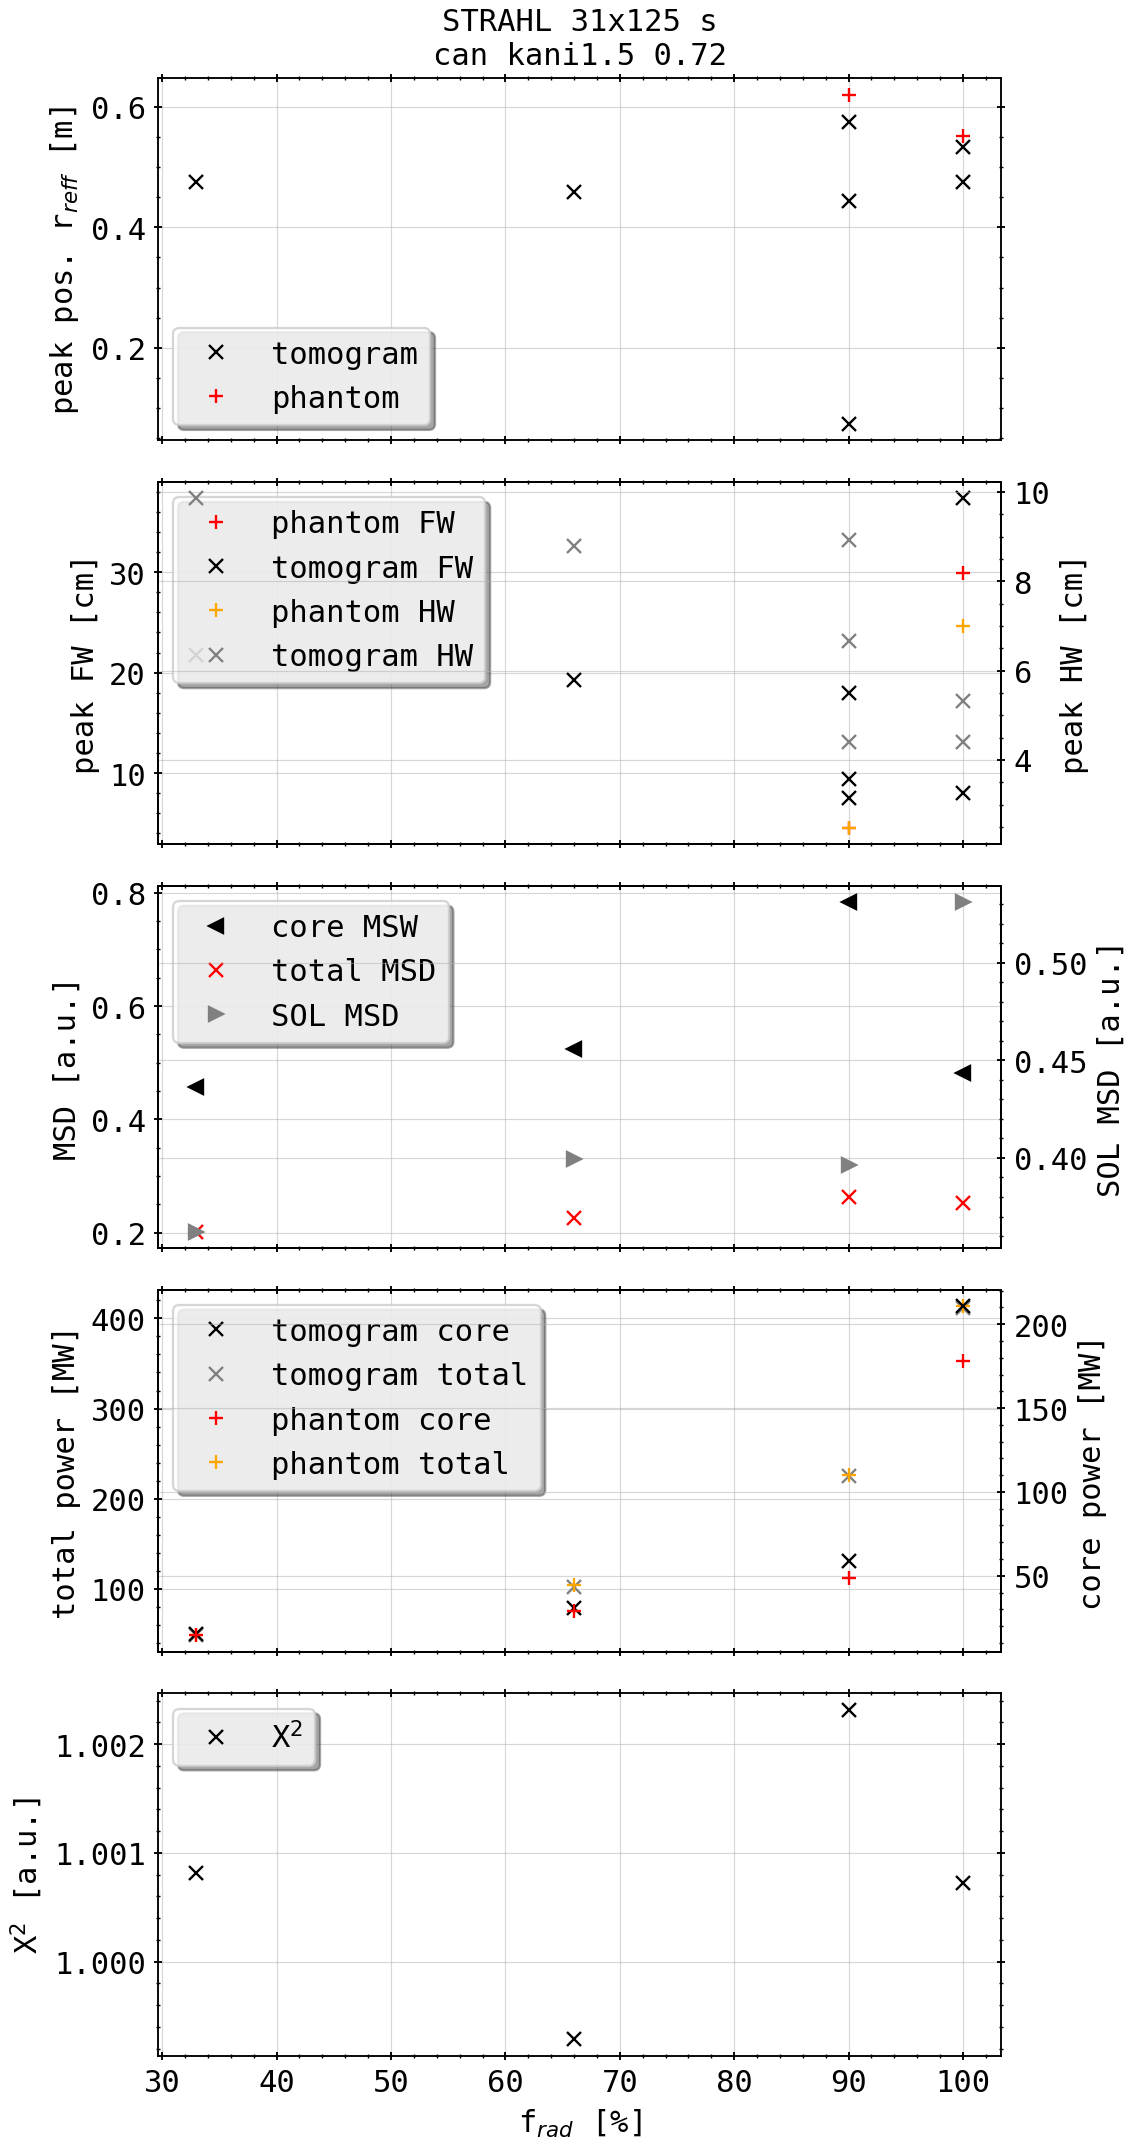 STRAHL 31x125 s
can kani1.5 0.72
peak pos. r_reff [m]
0.6
0.4
0.2
tomogram
phantom
peak FW [cm]
30
20
10
phantom FW
tomogram FW
phantom HW
tomogram HW
10
8
6
4
peak HW [cm]
MSD [a.u.]
0.8
0.6
0.4
0.2
core MSW
total MSD
SOL MSD
0.50
0.45
0.40
SOL MSD [a.u.]
total power [MW]
400
300
200
100
tomogram core
tomogram total
phantom core
phantom total
200
150
100
50
core power [MW]
X² [a.u.]
1.002
1.001
1.000
X²
30 40 50 60 70 80 90 100
f_rad [%]